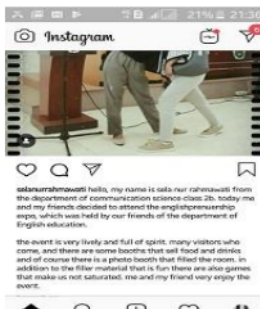 21% 21:36
Instagram
selanurrahmawati hello, my name is sela nur rahmawati from
the department of communication science class 2b. today me
and my friends decided to attend the englishprenuership
expo, which was held by our friends of the department of
English education.
the event is very lively and full of spirit. many visitors who
come, and there are some booths that sell food and drinks
and of course there is a photo booth that filled the room. in
addition to the filler material that is fun there are also games
that make us not saturated. me and my friend very enjoy the
event.